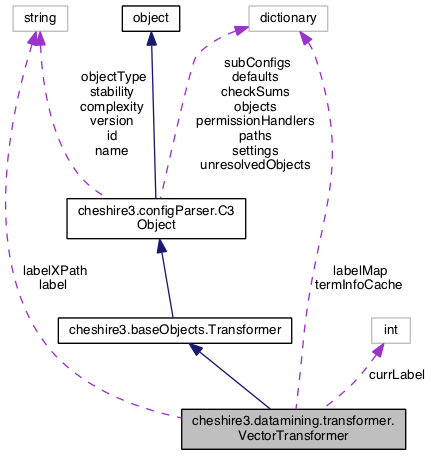 string
object
dictionary
objectType
stability
complexity
version
id
name
subConfigs
defaults
checkSums
objects
permissionHandlers
paths
settings
unresolvedObjects
cheshire3.configParser.C3
Object
labelXPath
label
labelMap
termInfoCache
cheshire3.baseObjects.Transformer
int
currLabel
cheshire3.datamining.transformer.
VectorTransformer